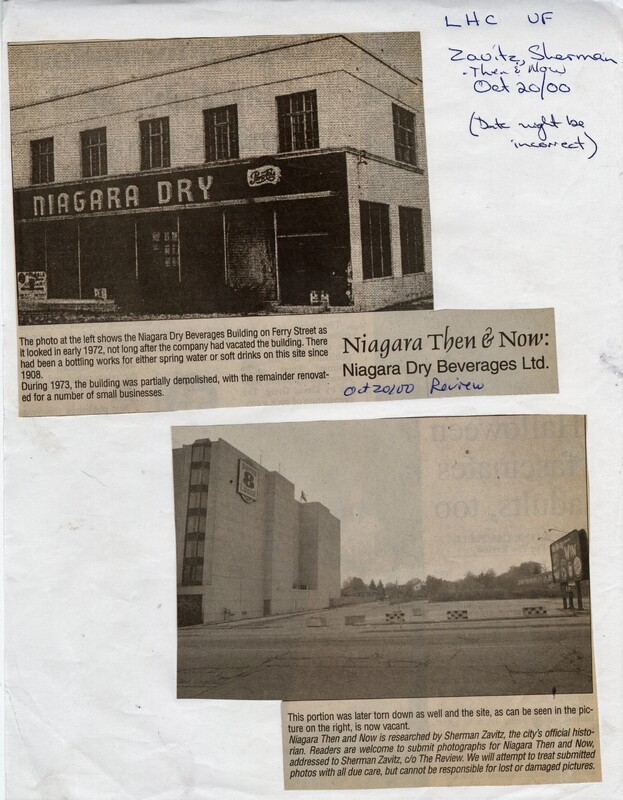 LHC UF
Zavitz, Sherman
- Then & Now
Oct 20/00
(Date might be
incorrect)
NIAGARA DRY
Pepsi-Cola
The photo at the left shows the Niagara Dry Beverages Building on Ferry Street as
it looked in early 1972, not long after the company had vacated the building. There
had been a bottling works for either spring water or soft drinks on this site since
1908.
During 1973, the building was partially demolished, with the remainder renovat-
ed for a number of small businesses.
Niagara Then & Now:
Niagara Dry Beverages Ltd.
Oct 20/00 Review
Halloween
fascinates
adults, too
8
This portion was later torn down as well and the site, as can be seen in the pic-
ture on the right, is now vacant.
Niagara Then and Now is researched by Sherman Zavitz, the city's official histo-
rian. Readers are welcome to submit photographs for Niagara Then and Now,
addressed to Sherman Zavitz, c/o The Review. We will attempt to treat submitted
photos with all due care, but cannot be responsible for lost or damaged pictures.